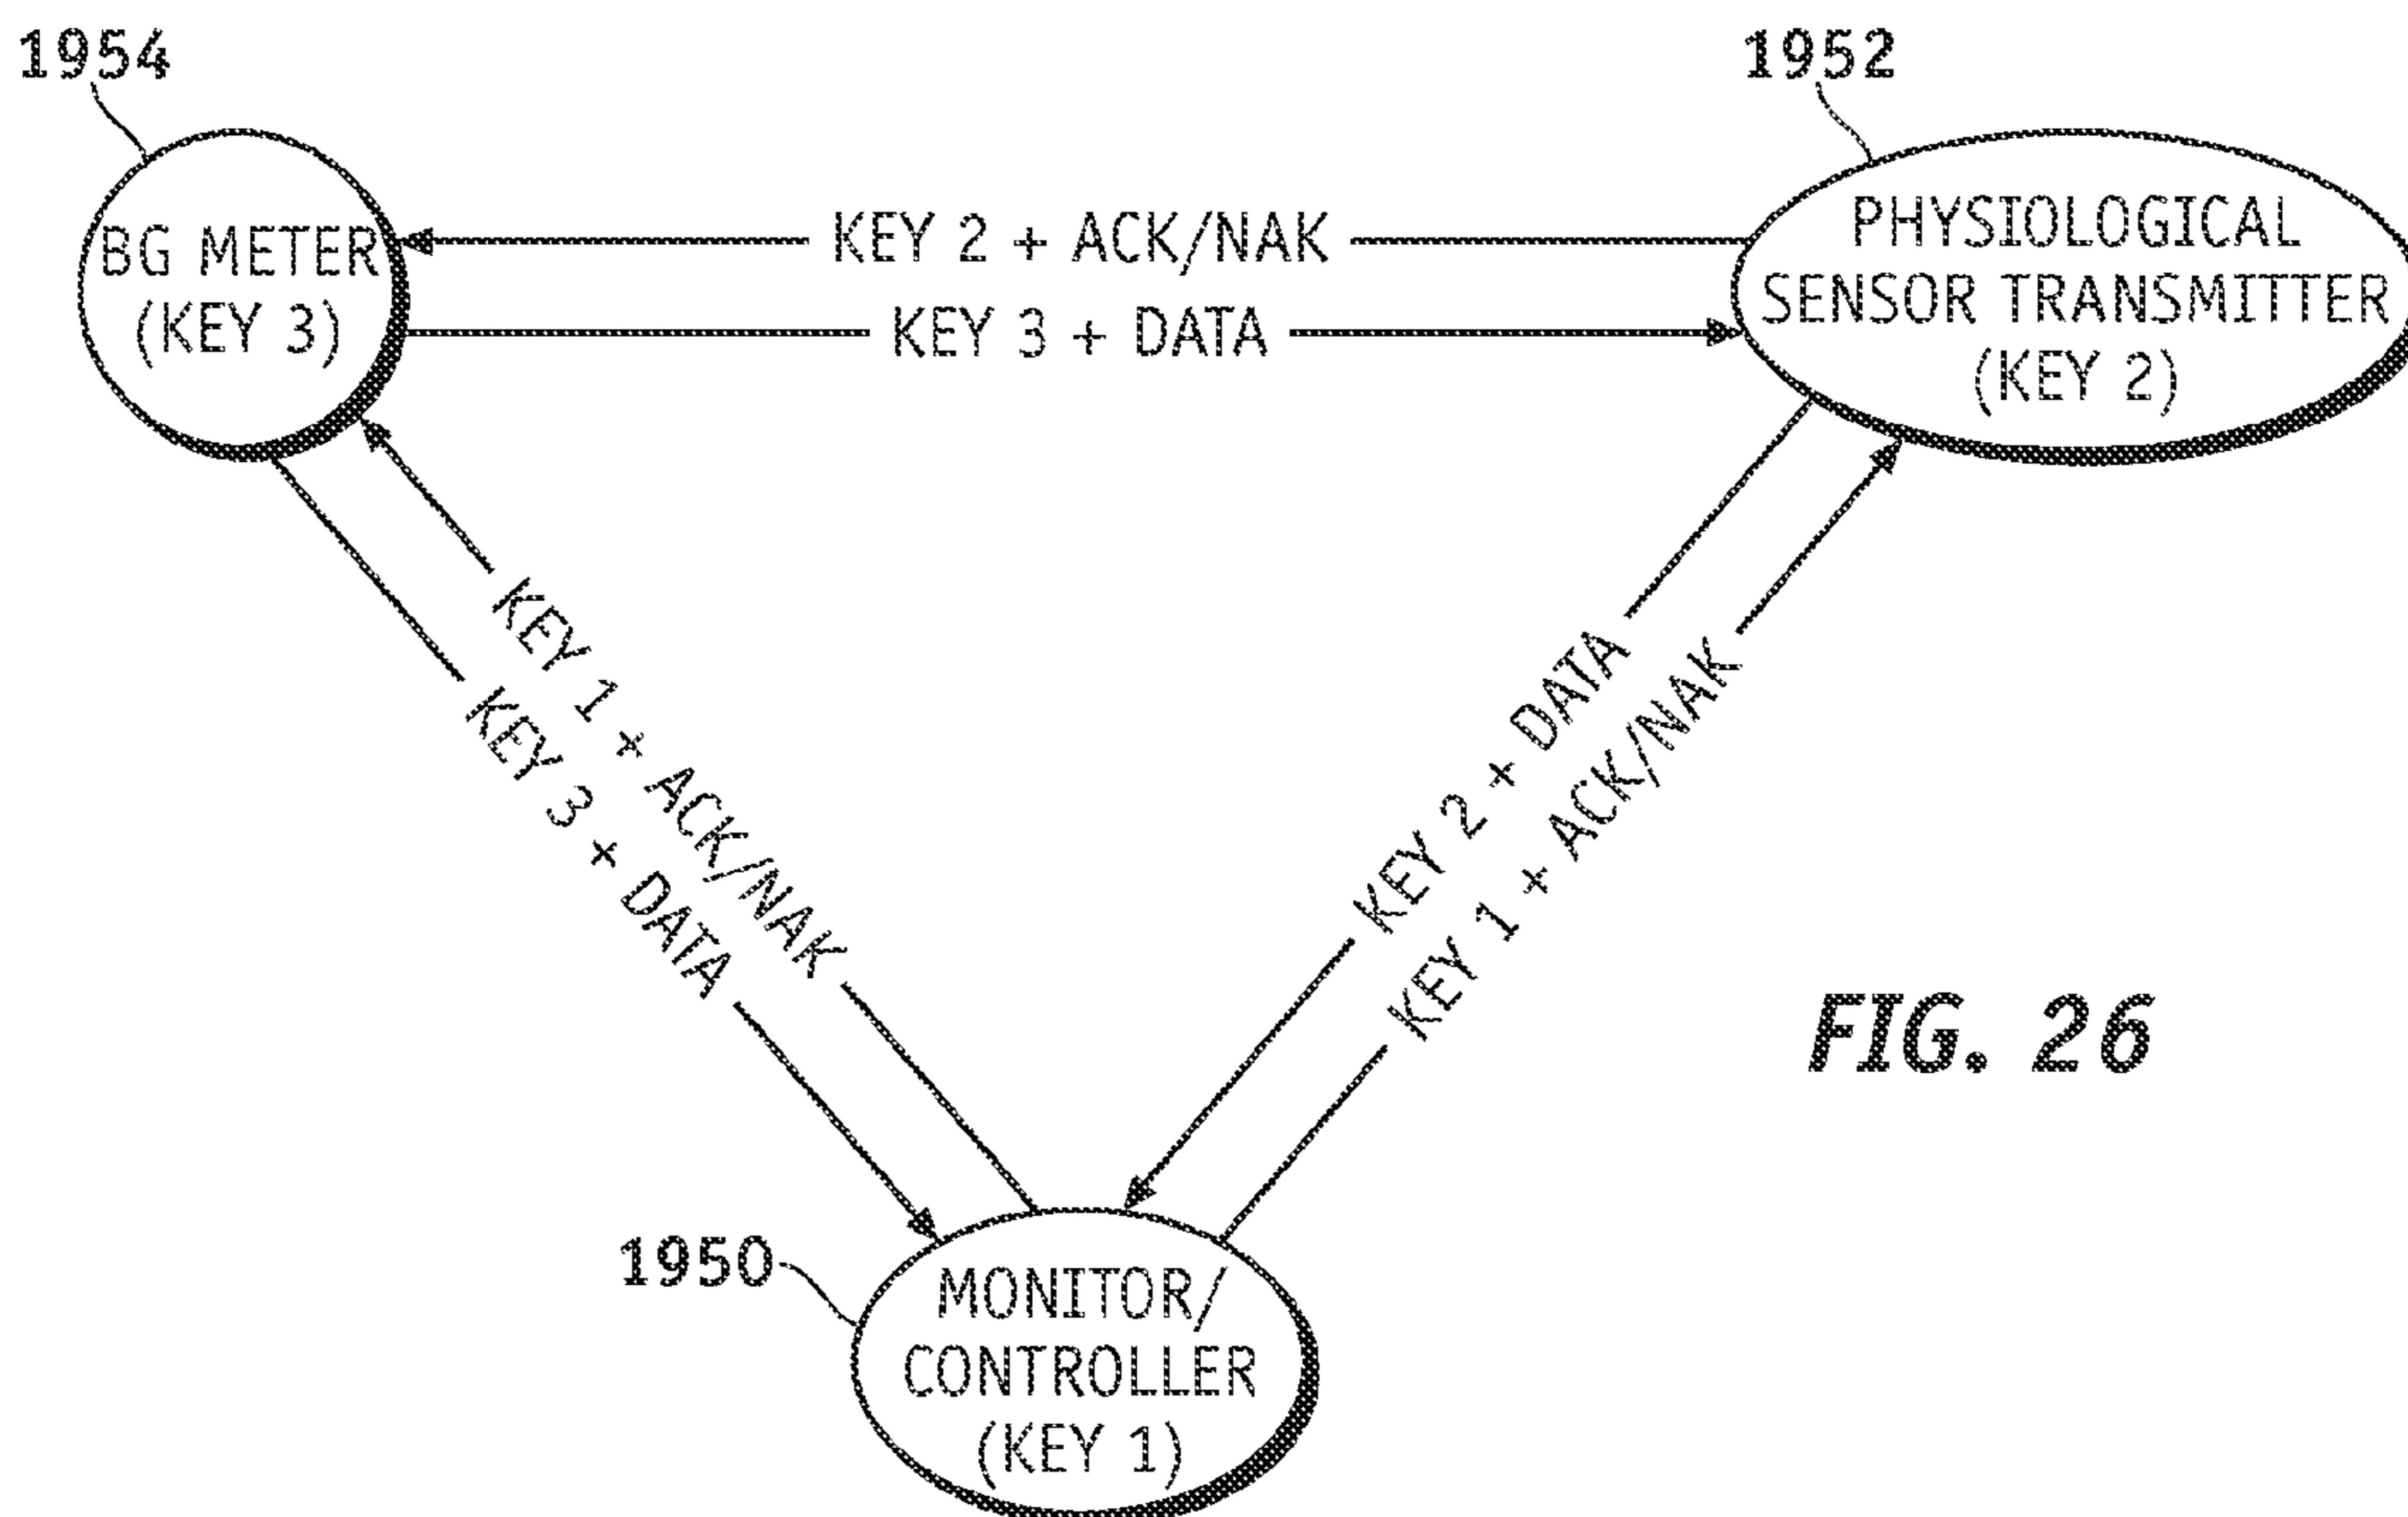 1954
1952
BG METER
(KEY 3)
KEY 2 + ACK/NAK
KEY 3 + DATA
PHYSIOLOGICAL
SENSOR TRANSMITTER
(KEY 2)
KEY 1 + ACK/NAK
KEY 3 + DATA
KEY 2 + DATA
KEY 1 + ACK/NAK
FIG. 26
1950
MONITOR/
CONTROLLER
(KEY 1)